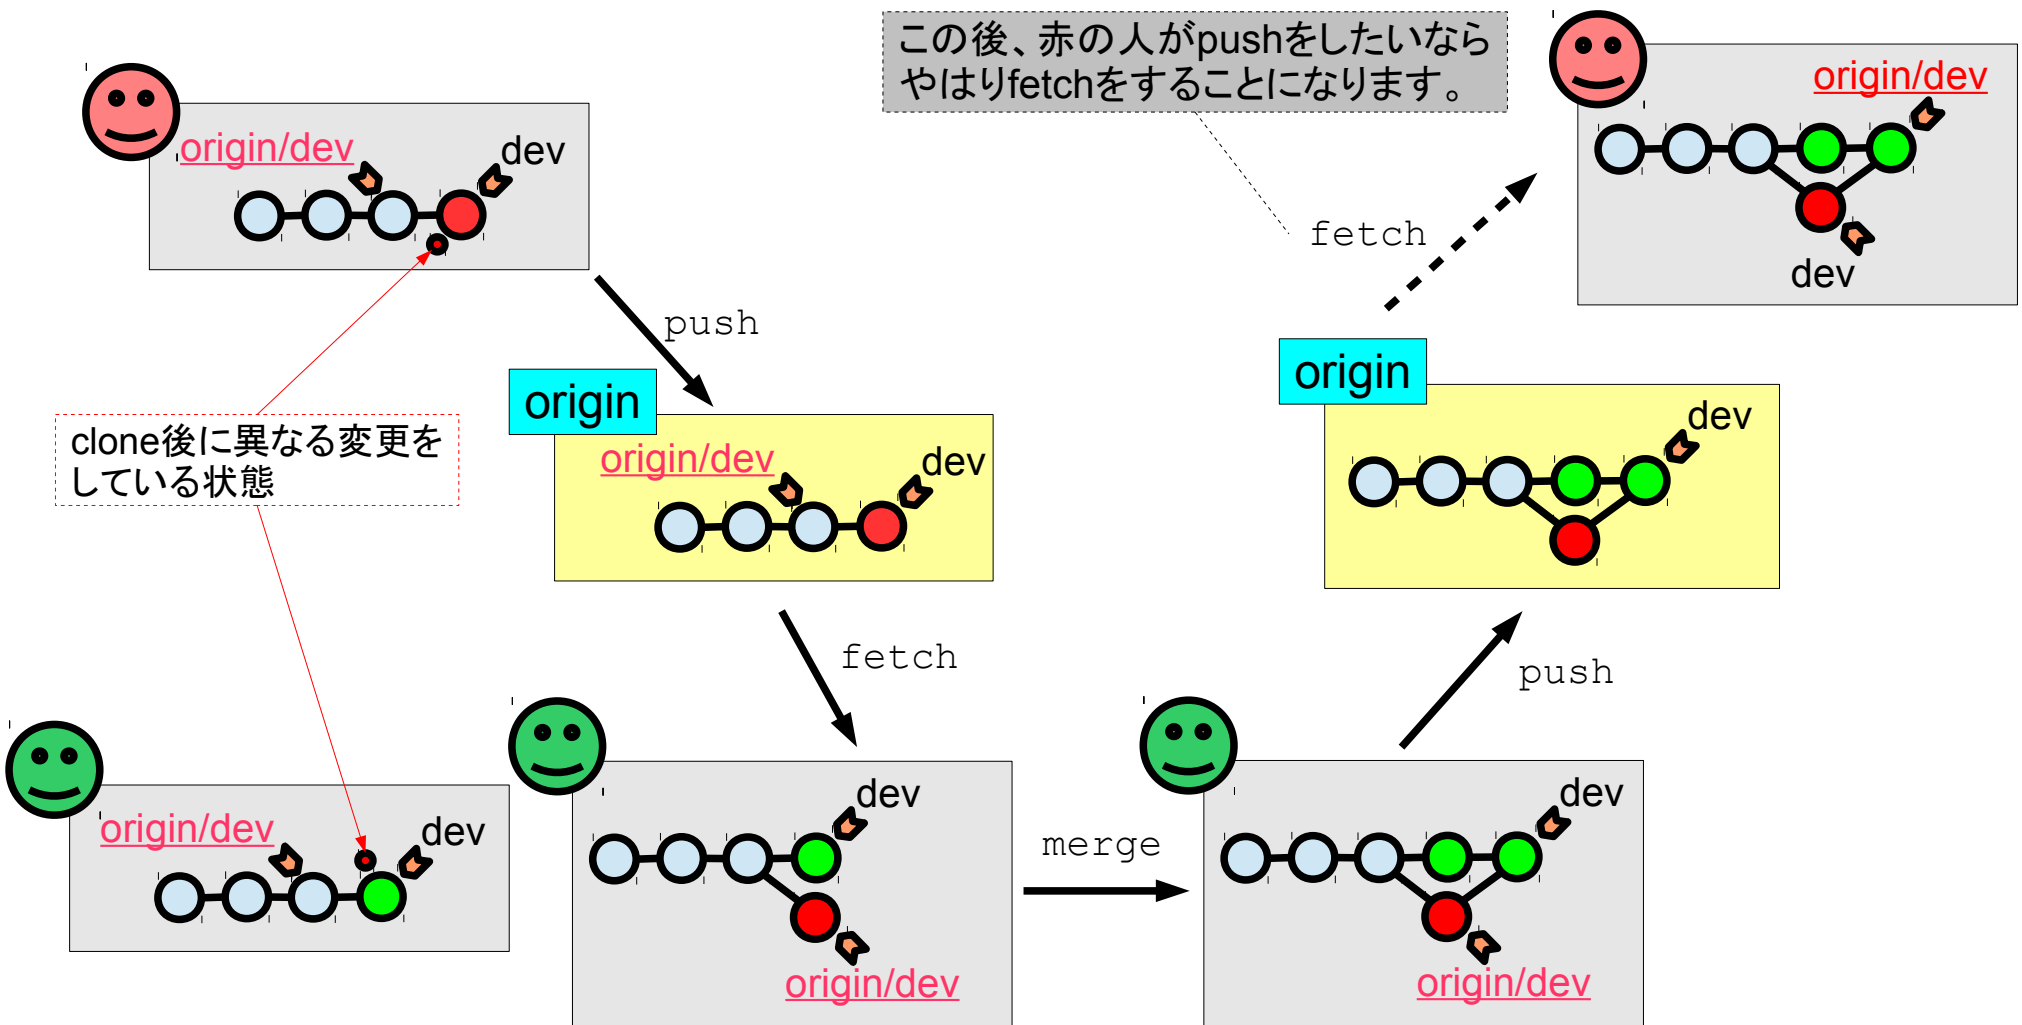 この後、赤の人がpushをしたいなら
やはりfetchをすることになります。
origin/dev
dev
origin/dev
dev
fetch
push
origin
origin
clone後に異なる変更を
している状態
origin/dev
dev
dev
fetch
push
origin/dev
dev
dev
merge
dev
origin/dev
origin/dev